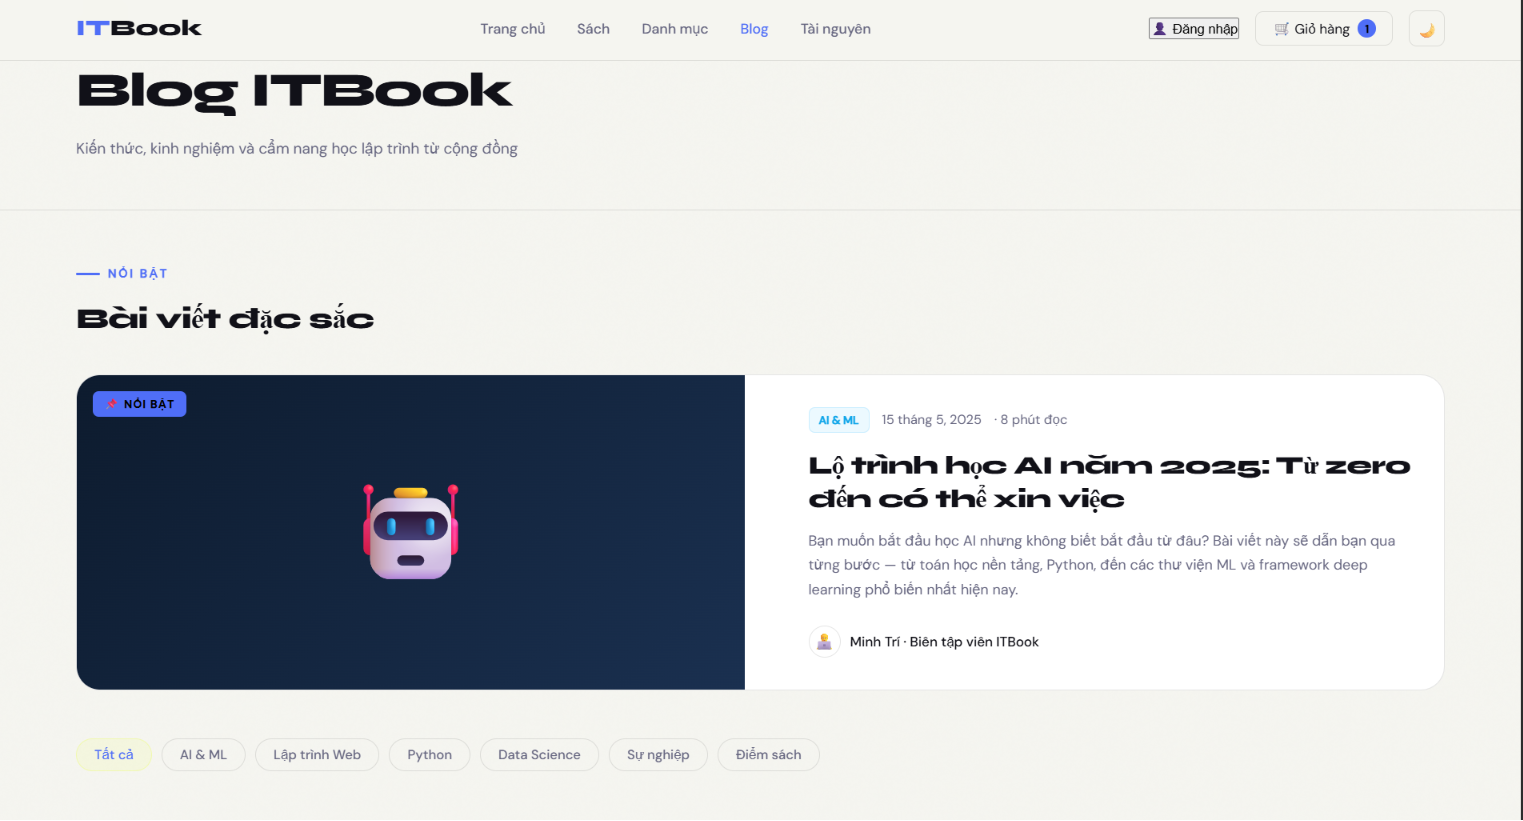 ITBook
Trang chủ
Sách
Danh mục
Blog
Tài nguyên
Đăng nhập
Giỏ hàng
1
Blog ITBook
Kiến thức, kinh nghiệm và cẩm nang học lập trình từ cộng đồng
NỔI BẬT
Bài viết đặc sắc
NỔI BẬT
AI & ML
15 tháng 5, 2025
· 8 phút đọc
Lộ trình học AI năm 2025: Từ zero
đến có thể xin việc
Bạn muốn bắt đầu học AI nhưng không biết bắt đầu từ đâu? Bài viết này sẽ dẫn bạn qua
từng bước — từ toán học nền tảng, Python, đến các thư viện ML và framework deep
learning phổ biến nhất hiện nay.
Minh Trí · Biên tập viên ITBook
Tất cả
AI & ML
Lập trình Web
Python
Data Science
Sự nghiệp
Điểm sách